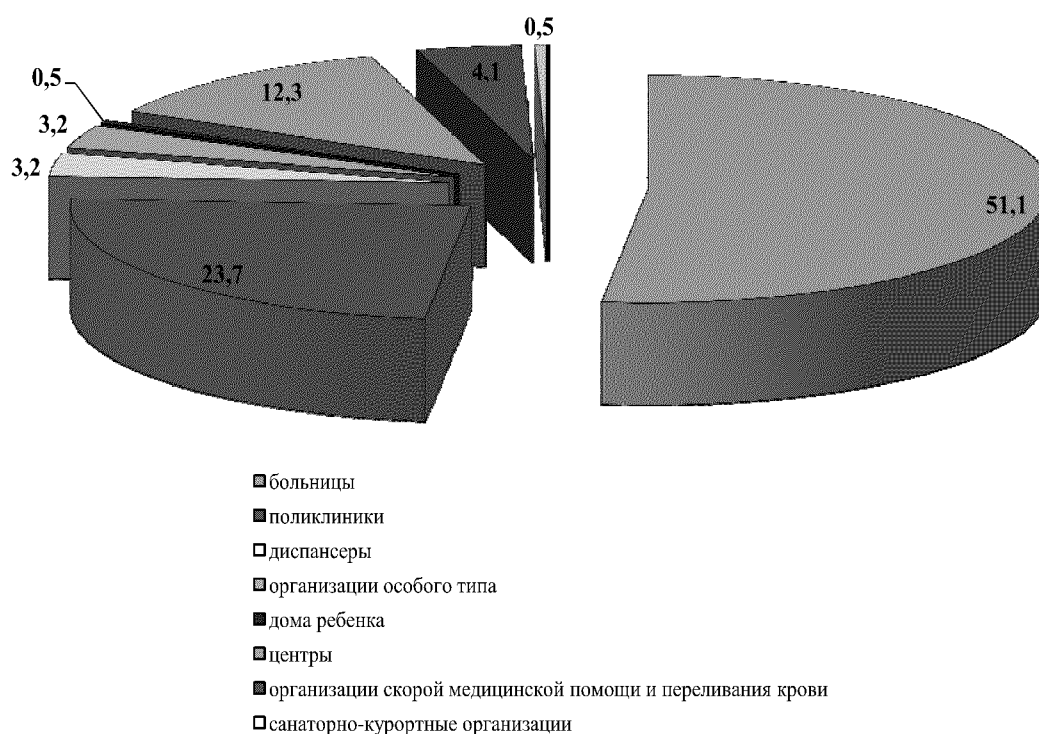 0,5
4,1
12,3
0,5
3,2
3,2
51,1
23,7
больницы
поликлиники
диспансеры
организации особого типа
дома ребенка
центры
организации скорой медицинской помощи и переливания крови
санаторно-курортные организации